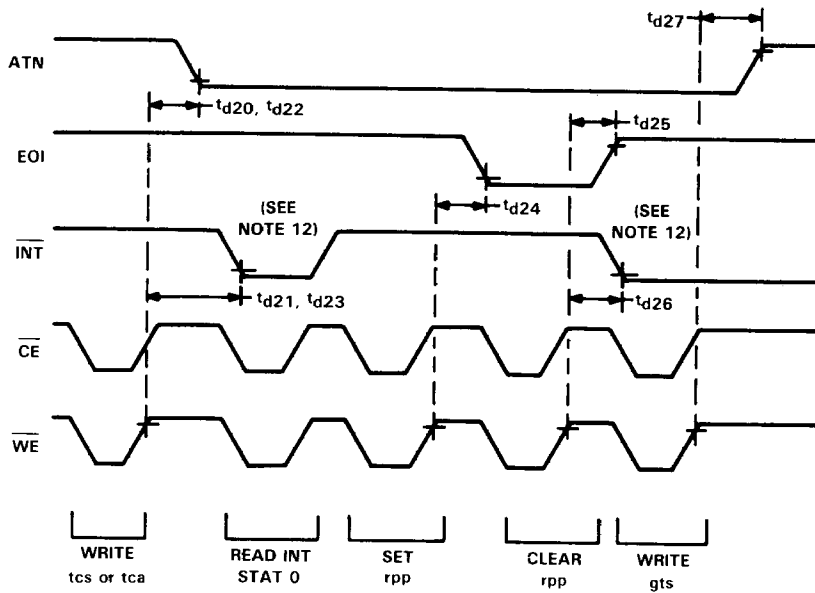 td27
ATN
td20, td22
td25
EOI
td24
(SEE
NOTE 12)
(SEE
NOTE 12)
INT
td21, td23
td26
CE
WE
WRITE
tcs or tca
READ INT
STAT 0
SET
rpp
CLEAR
rpp
WRITE
gts